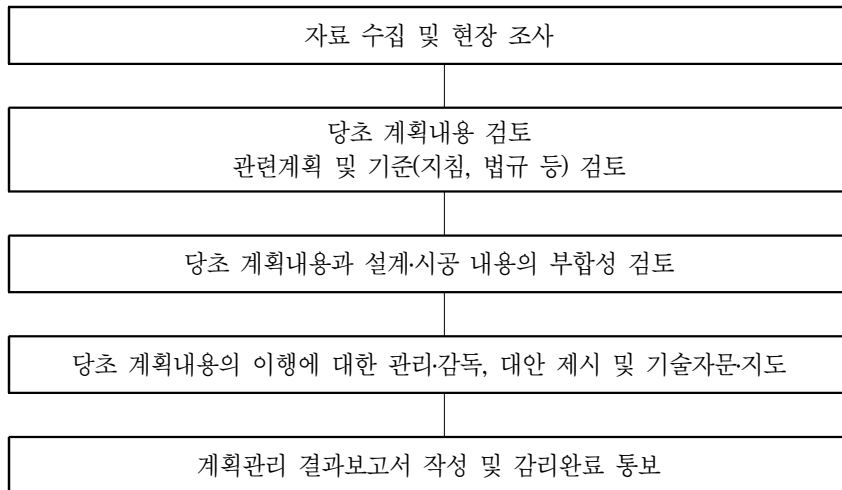 자료 수집 및 현장 조사
당초 계획내용 검토
관련계획 및 기준(지침, 법규 등) 검토
당초 계획내용과 설계·시공 내용의 부합성 검토
당초 계획내용의 이행에 대한 관리·감독, 대안 제시 및 기술자문·지도
계획관리 결과보고서 작성 및 감리완료 통보